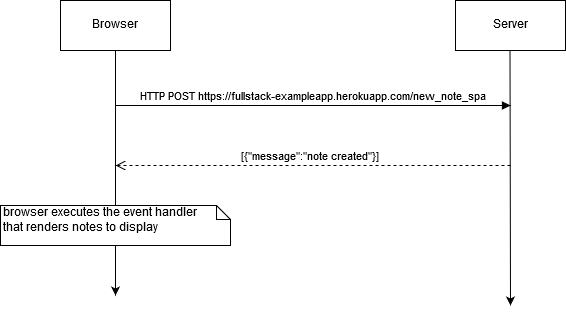 Browser
Server
HTTP POST https://fullstack-exampleapp.herokuapp.com/new_note_spa
[{"message":"note created"}]
browser executes the event handler
that renders notes to display